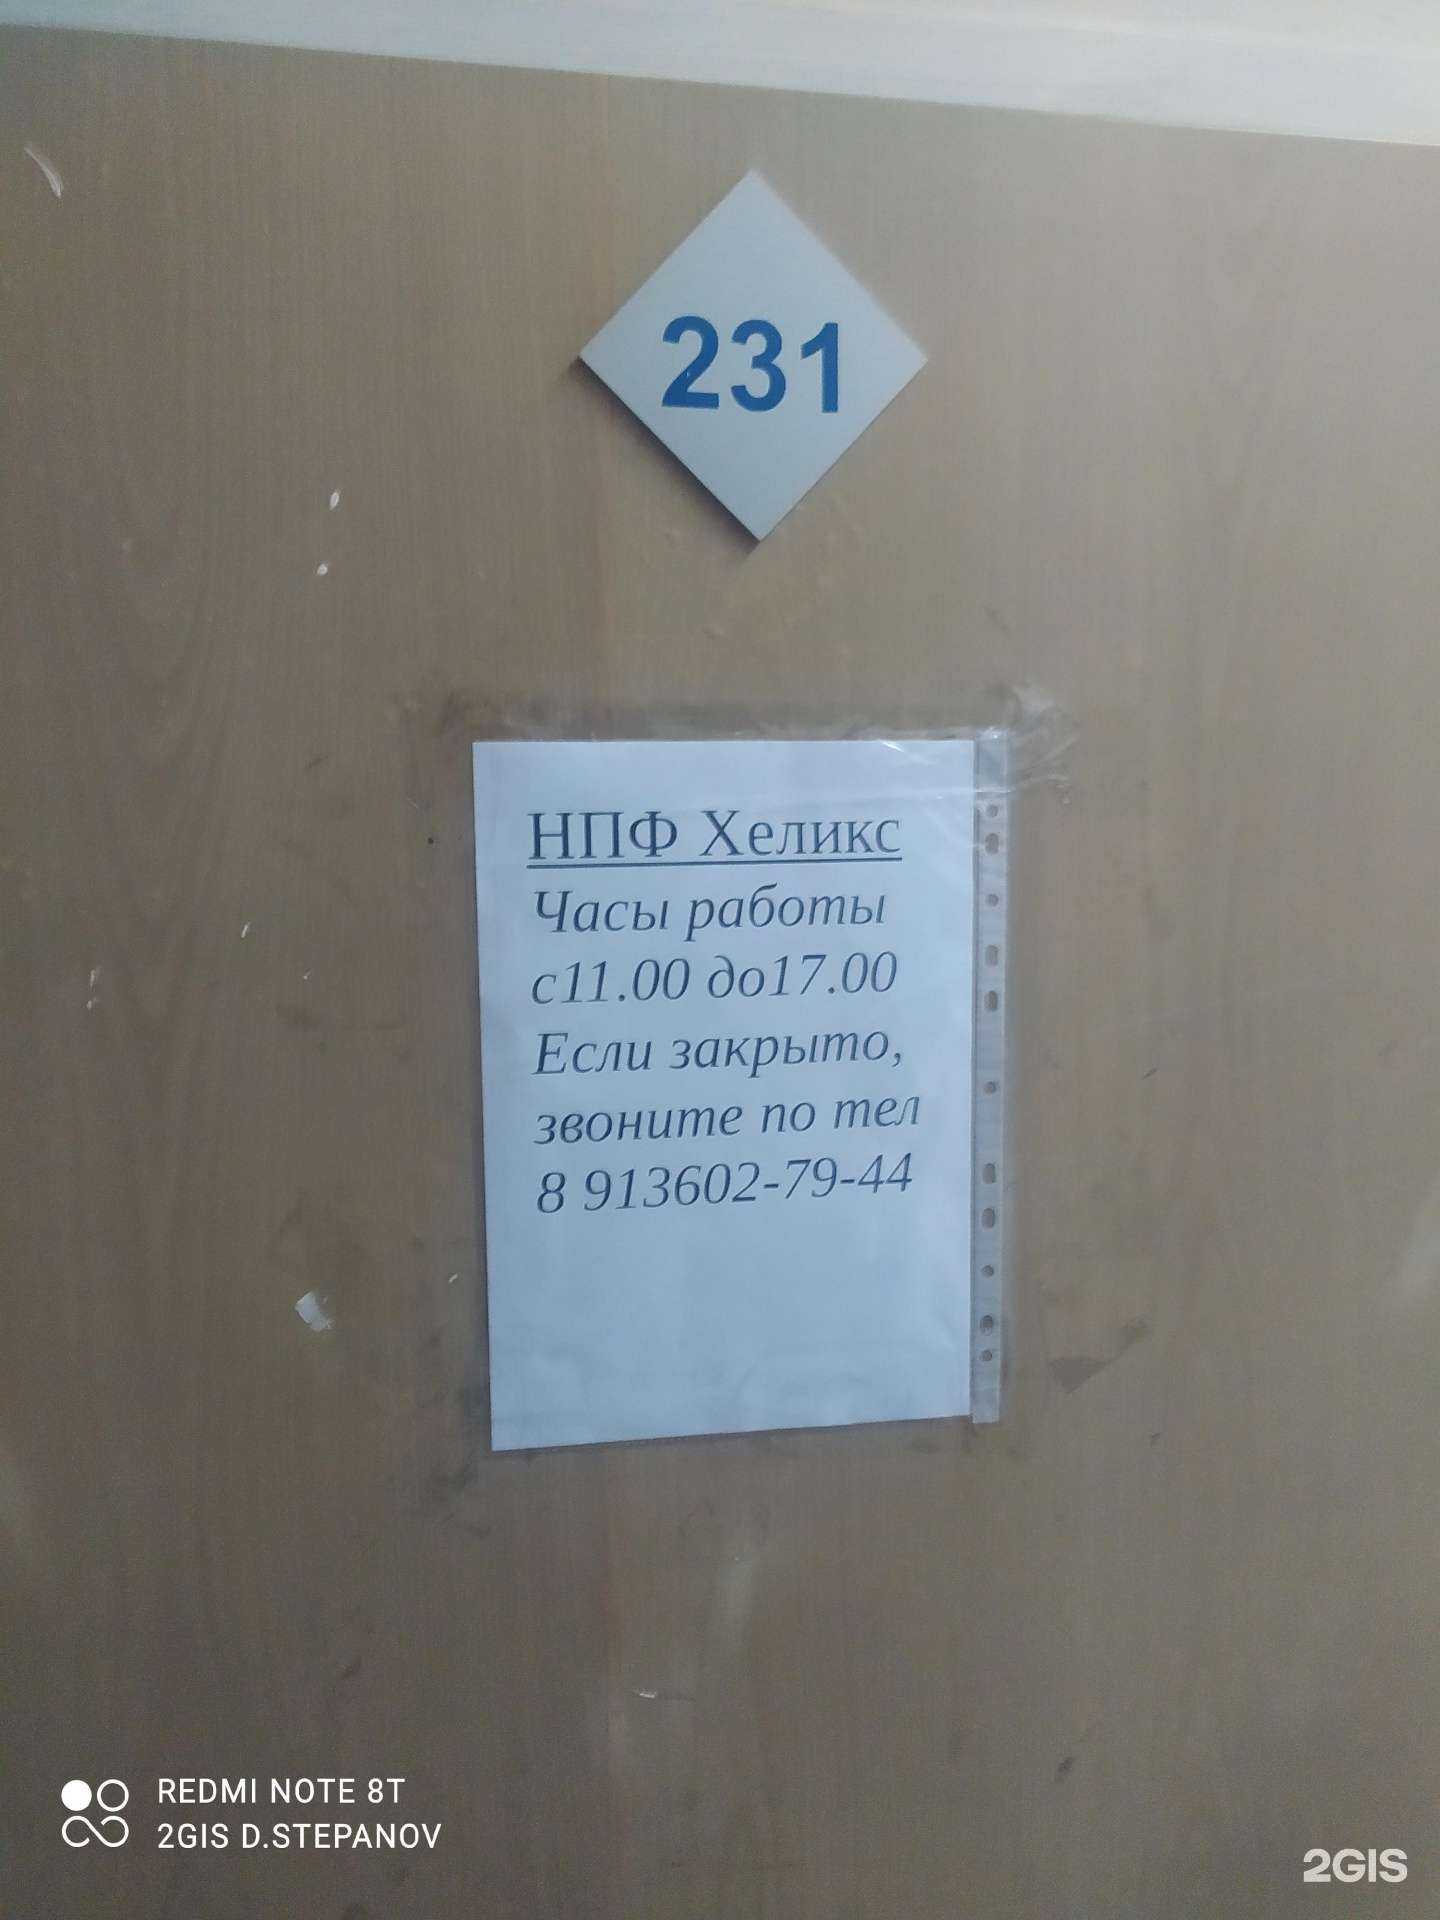 231
НПФ Хеликс
Часы работы
с11.00 до17.00
Если закрыто,
звоните по тел
8 913602-79-44
REDMI NOTE 8T
2GIS D.STEPANOV
2GIS